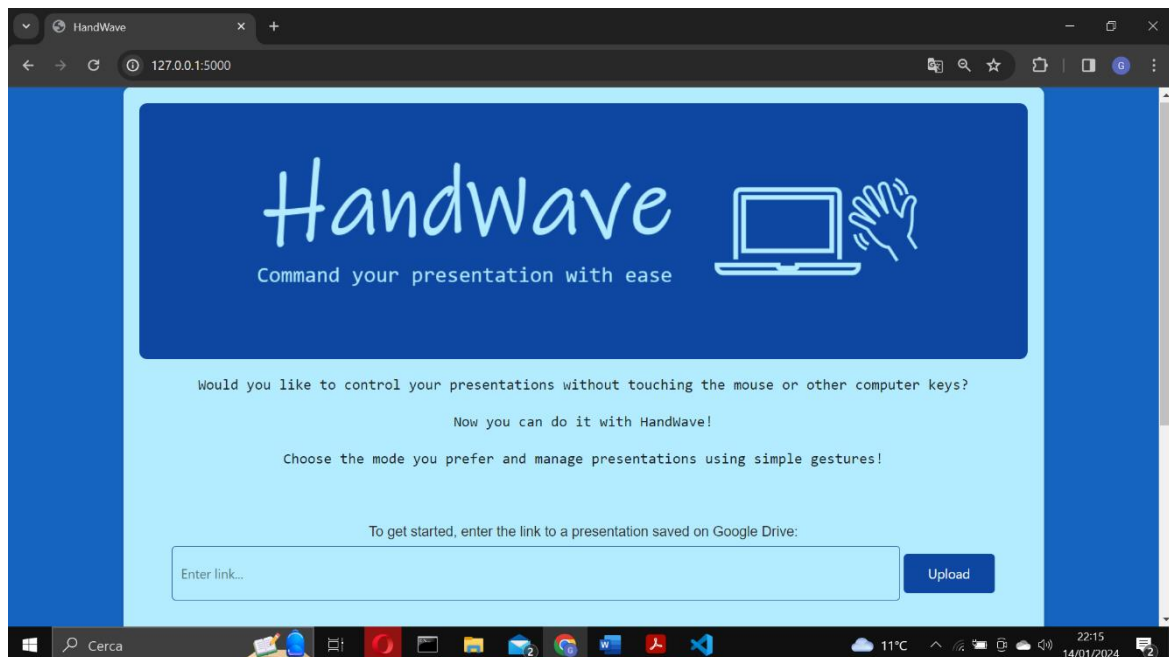 HandWave
127.0.0.1:5000
G
HandWave
Command your presentation with ease
Would you like to control your presentations without touching the mouse or other computer keys?
Now you can do it with HandWave!
Choose the mode you prefer and manage presentations using simple gestures!
To get started, enter the link to a presentation saved on Google Drive:
Enter link...
Upload
Cerca
2
11°C
22:15
14/01/2024
2